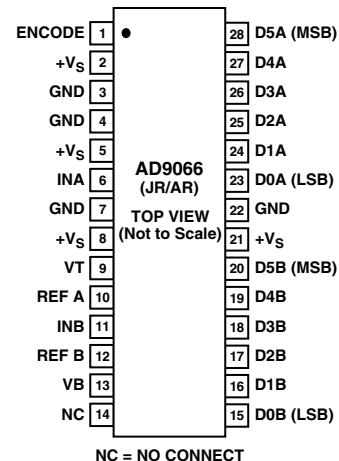 ENCODE 1 28 D5A (MSB)
+VS 2 27 D4A
GND 3 26 D3A
GND 4 25 D2A
+VS 5 24 D1A
INA 6 23 D0A (LSB)
GND 7 22 GND
+VS 8 21 +VS
VT 9 20 D5B (MSB)
REF A 10 19 D4B
INB 11 18 D3B
REF B 12 17 D2B
VB 13 16 D1B
NC 14 15 D0B (LSB)
AD9066
(JR/AR)
TOP VIEW
(Not to Scale)
NC = NO CONNECT